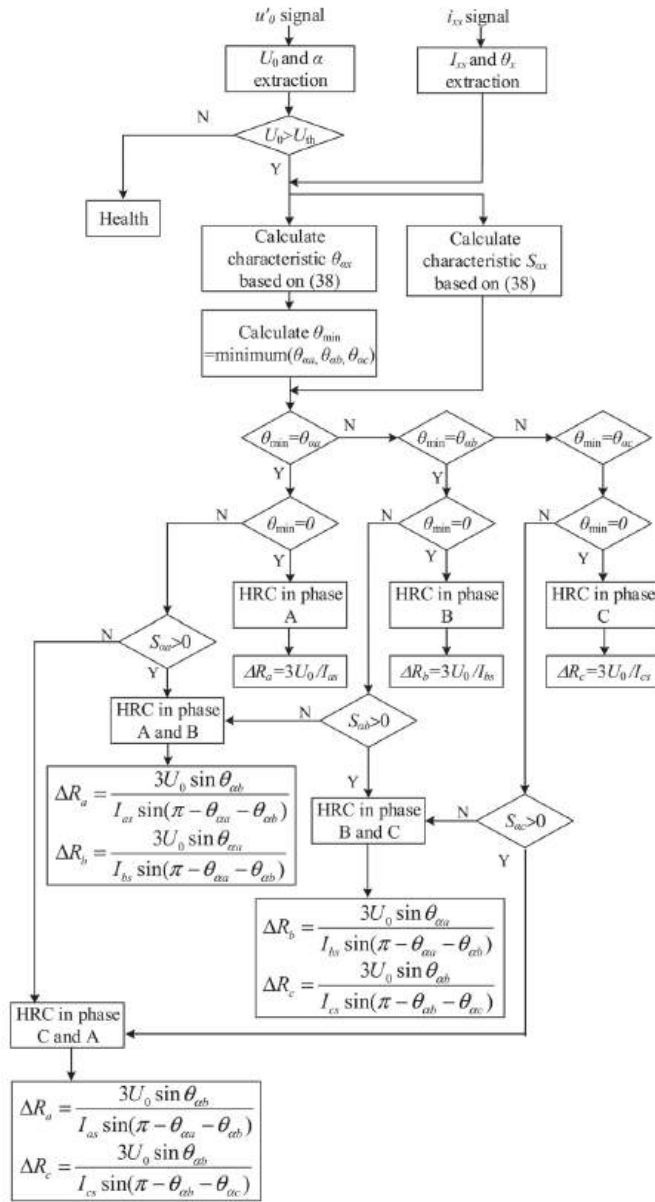 u'₀ signal
iₓₛ signal
U₀ and α
extraction
Iₓₛ and θₓ
extraction
N
U₀>Uth
Y
Health
Calculate
characteristic θαx
based on (38)
Calculate
characteristic Sαx
based on (38)
Calculate θmin
=minimum(θαa, θαb, θαc)
θmin=θαa
N
θmin=θαb
N
θmin=θαc
Y
Y
Y
N
θmin=0
N
θmin=0
N
θmin=0
Y
Y
Y
HRC in phase
A
HRC in phase
B
HRC in phase
C
ΔRa=3U₀/Ias
ΔRb=3U₀/Ibs
ΔRc=3U₀/Ics
N
Sαa>0
Y
HRC in phase
A and B
N
Sαb>0
Y
ΔRa = 3U₀ sin θαb / Ias sin(π − θαa − θαb)
ΔRb = 3U₀ sin θαa / Ibs sin(π − θαa − θαb)
HRC in phase
B and C
N
Sαc>0
Y
ΔRb = 3U₀ sin θαa / Ibs sin(π − θαa − θαb)
ΔRc = 3U₀ sin θαb / Ics sin(π − θαb − θαc)
HRC in phase
C and A
ΔRa = 3U₀ sin θαb / Ias sin(π − θαa − θαb)
ΔRc = 3U₀ sin θαb / Ics sin(π − θαb − θαc)